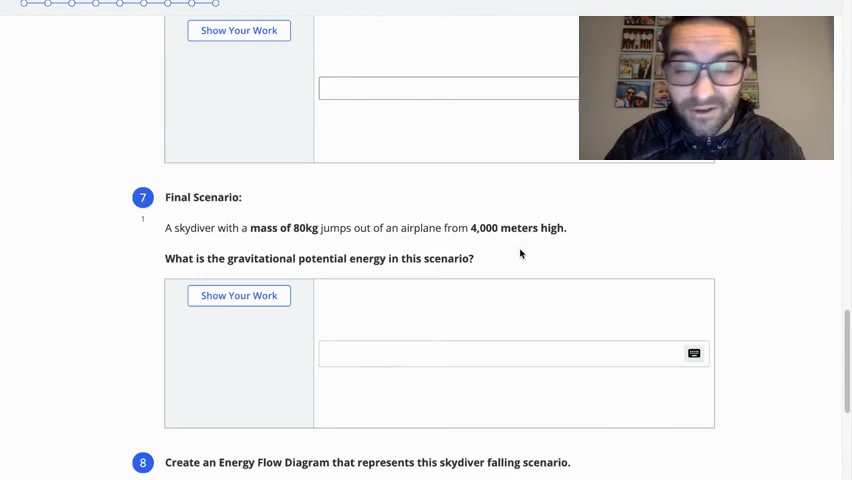 Show Your Work
7
Final Scenario:
1
A skydiver with a mass of 80kg jumps out of an airplane from 4,000 meters high.
What is the gravitational potential energy in this scenario?
Show Your Work
8
Create an Energy Flow Diagram that represents this skydiver falling scenario.